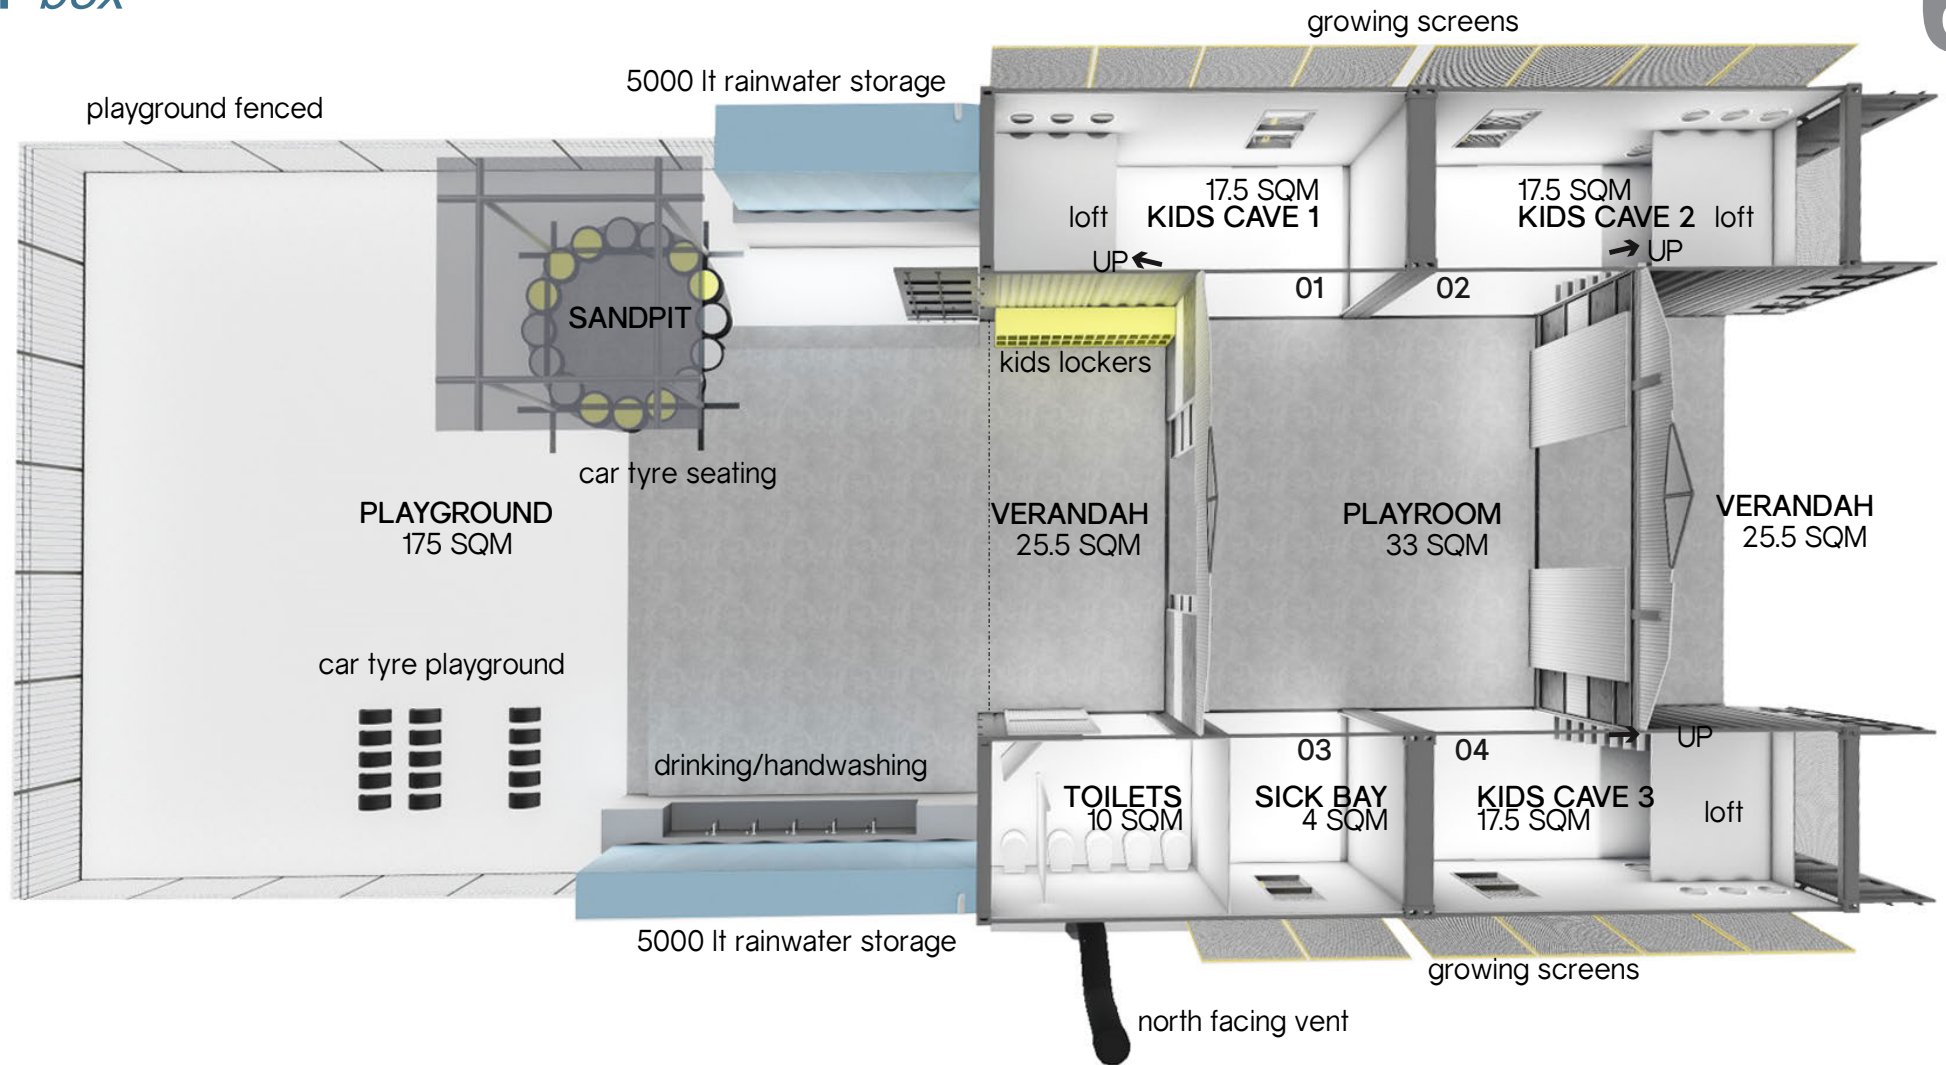 box
growing screens
5000 lt rainwater storage
playground fenced
17.5 SQM
KIDS CAVE 1
loft
UP
17.5 SQM
KIDS CAVE 2
loft
UP
01
02
SANDPIT
kids lockers
car tyre seating
PLAYGROUND
175 SQM
VERANDAH
25.5 SQM
PLAYROOM
33 SQM
VERANDAH
25.5 SQM
car tyre playground
drinking/handwashing
03
04
UP
TOILETS
10 SQM
SICK BAY
4 SQM
KIDS CAVE 3
17.5 SQM
loft
5000 lt rainwater storage
growing screens
north facing vent